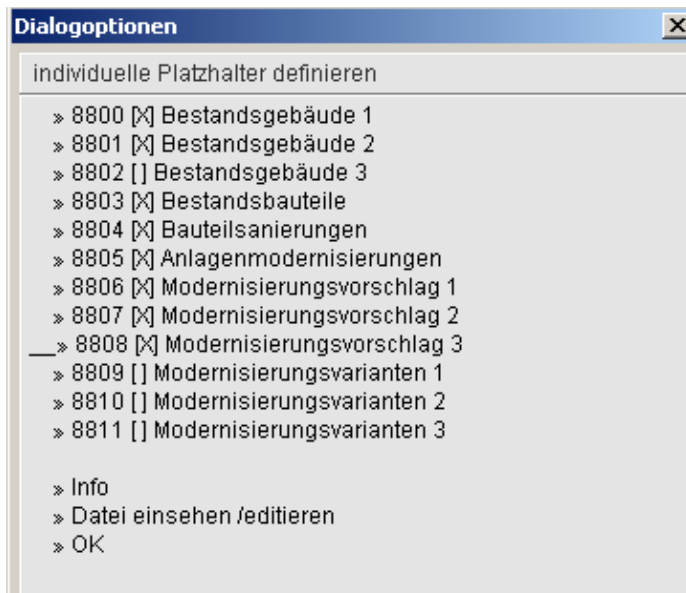 Dialogoptionen
individuelle Platzhalter definieren
» 8800 [X] Bestandsgebäude 1
» 8801 [X] Bestandsgebäude 2
» 8802 [ ] Bestandsgebäude 3
» 8803 [X] Bestandsbauteile
» 8804 [X] Bauteilsanierungen
» 8805 [X] Anlagenmodernisierungen
» 8806 [X] Modernisierungsvorschlag 1
» 8807 [X] Modernisierungsvorschlag 2
__» 8808 [X] Modernisierungsvorschlag 3
» 8809 [ ] Modernisierungsvarianten 1
» 8810 [ ] Modernisierungsvarianten 2
» 8811 [ ] Modernisierungsvarianten 3
» Info
» Datei einsehen /editieren
» OK